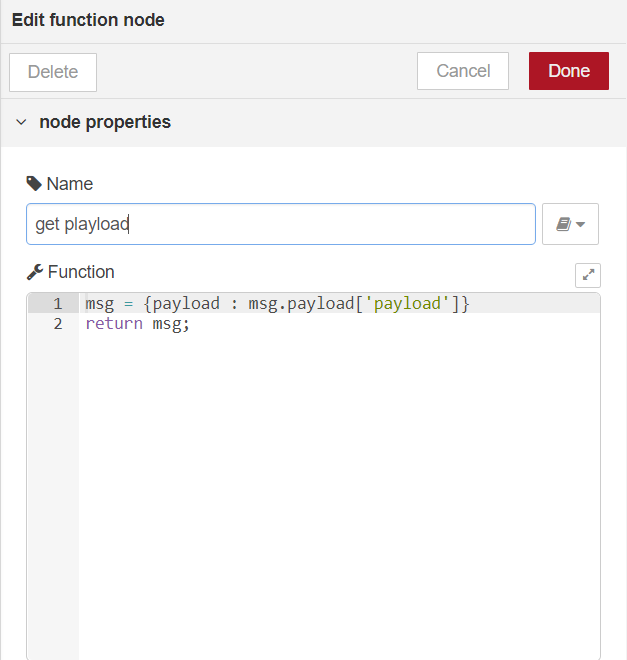 Edit function node
Delete Cancel Done
node properties
Name
get playload
Function
1 msg = {payload : msg.payload['payload']}
2 return msg;